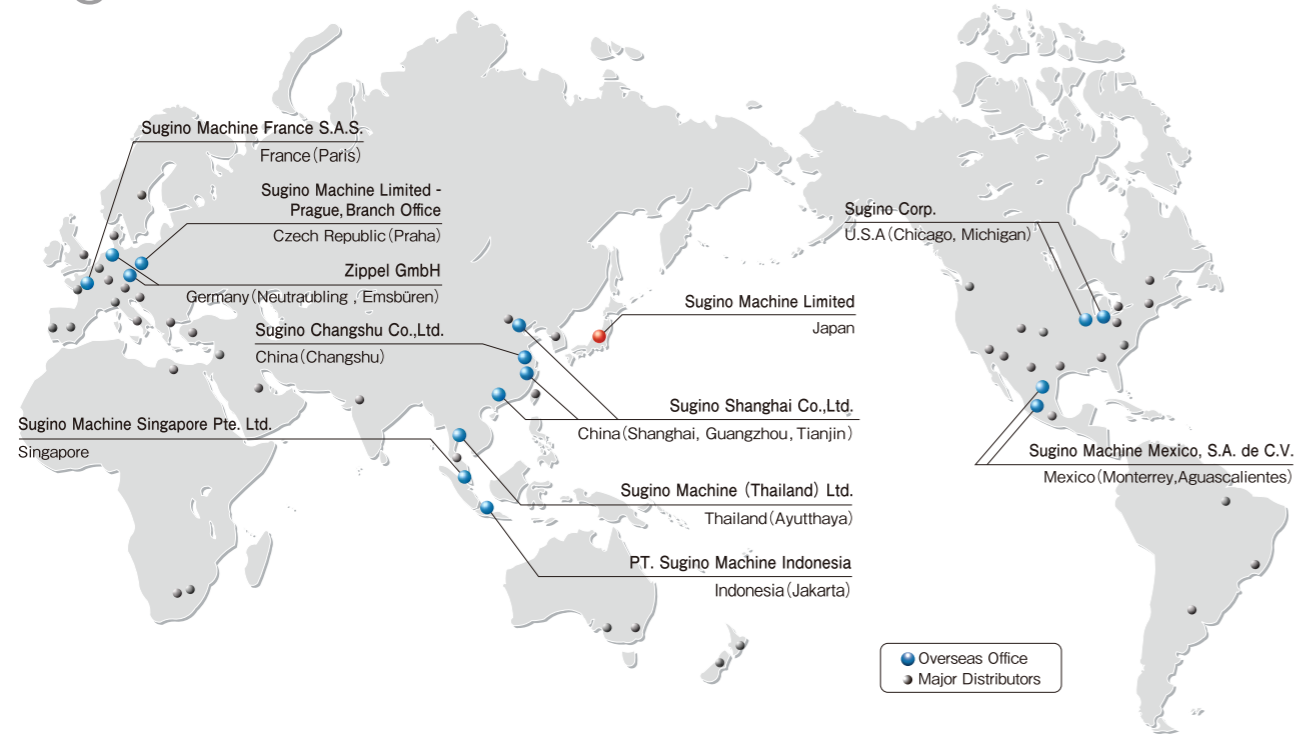 Sugino Machine France S.A.S.
France(Paris)
Sugino Machine Limited -
Prague, Branch Office
Czech Republic(Praha)
Zippel GmbH
Germany(Neutraubling , Emsbüren)
Sugino Changshu Co.,Ltd.
China(Changshu)
Sugino Machine Singapore Pte. Ltd.
Singapore
Sugino Machine Limited
Japan
Sugino Shanghai Co.,Ltd.
China(Shanghai, Guangzhou, Tianjin)
Sugino Machine (Thailand) Ltd.
Thailand(Ayutthaya)
PT. Sugino Machine Indonesia
Indonesia(Jakarta)
Sugino Corp.
U.S.A(Chicago, Michigan)
Sugino Machine Mexico, S.A. de C.V.
Mexico(Monterrey,Aguascalientes)
Overseas Office
Major Distributors